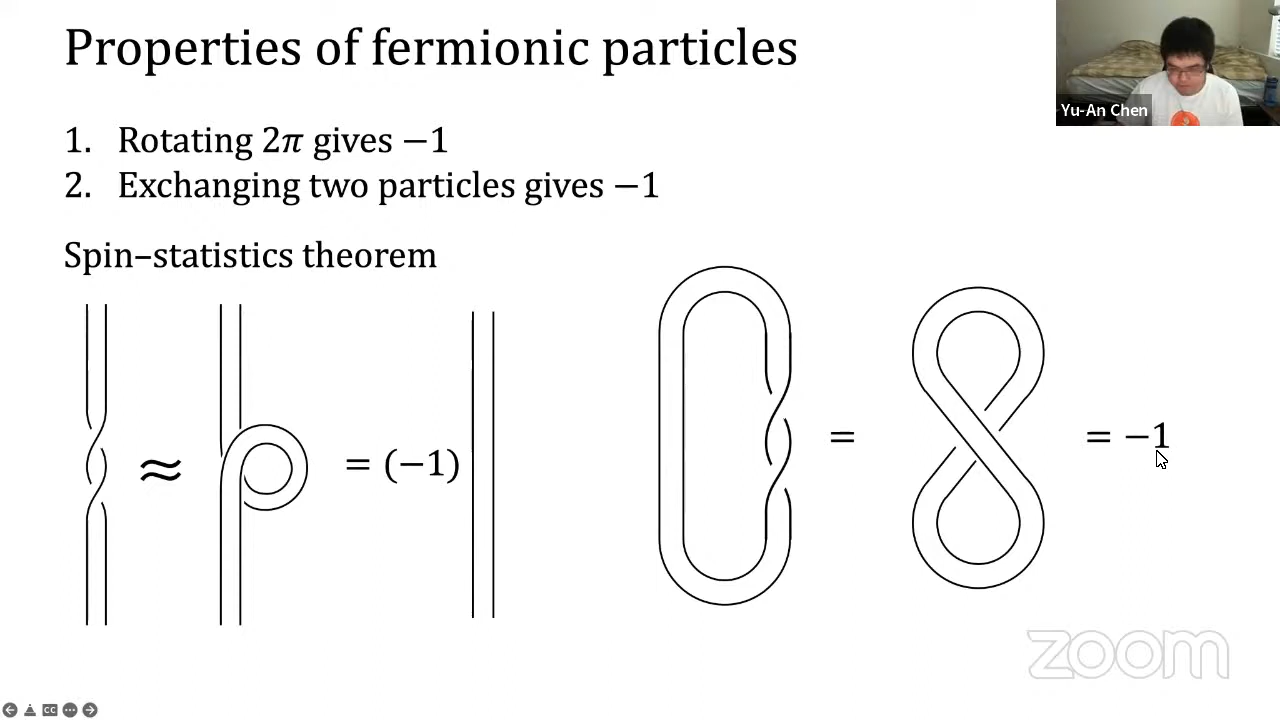 Properties of fermionic particles
Yu-An Chen
1. Rotating 2𝜋 gives −1
2. Exchanging two particles gives −1
Spin–statistics theorem
≈
= (−1)
=
= −1
zoom